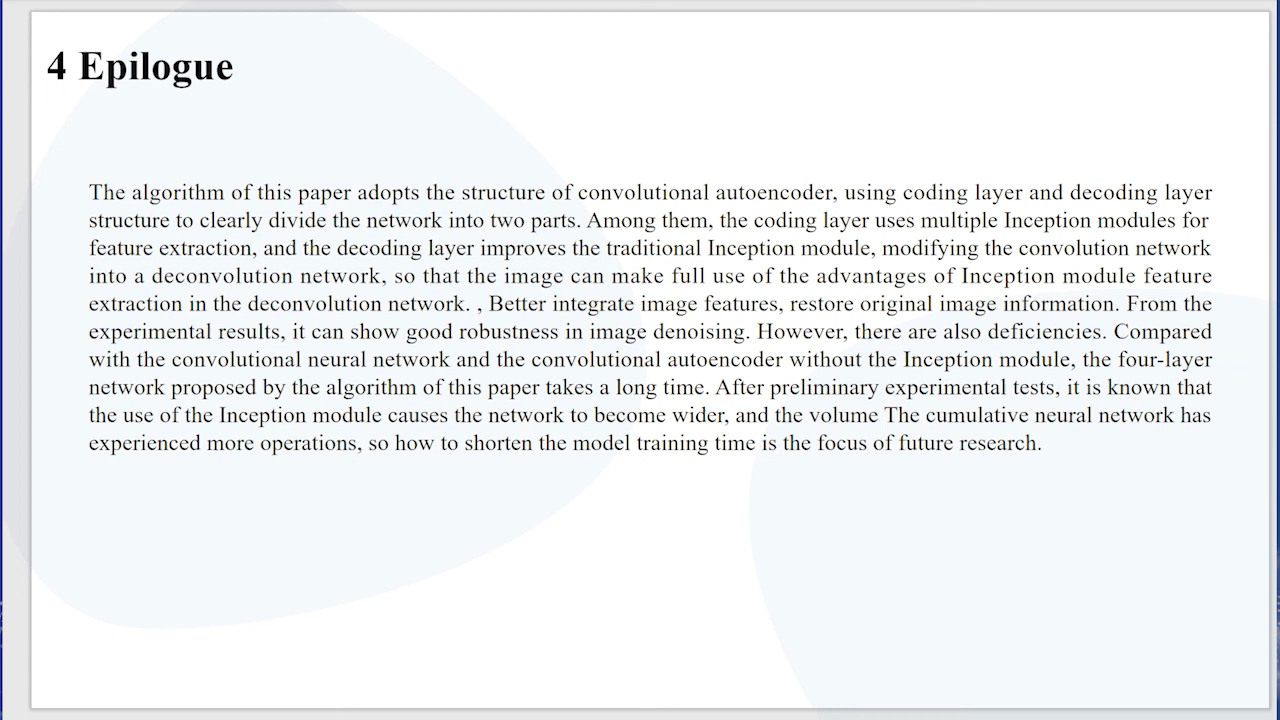 4 Epilogue
The algorithm of this paper adopts the structure of convolutional autoencoder, using coding layer and decoding layer
structure to clearly divide the network into two parts. Among them, the coding layer uses multiple Inception modules for
feature extraction, and the decoding layer improves the traditional Inception module, modifying the convolution network
into a deconvolution network, so that the image can make full use of the advantages of Inception module feature
extraction in the deconvolution network. , Better integrate image features, restore original image information. From the
experimental results, it can show good robustness in image denoising. However, there are also deficiencies. Compared
with the convolutional neural network and the convolutional autoencoder without the Inception module, the four-layer
network proposed by the algorithm of this paper takes a long time. After preliminary experimental tests, it is known that
the use of the Inception module causes the network to become wider, and the volume The cumulative neural network has
experienced more operations, so how to shorten the model training time is the focus of future research.